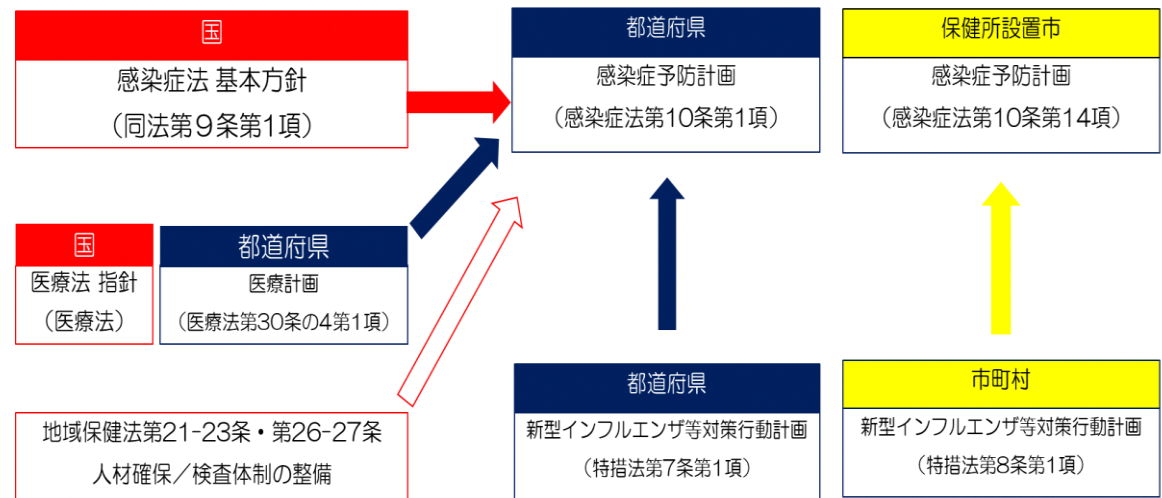 国
感染症法 基本方針
（同法第９条第1項）
都道府県
感染症予防計画
（感染症法第10条第1項）
保健所設置市
感染症予防計画
（感染症法第10条第14項）
国
医療法 指針
（医療法）
都道府県
医療計画
（医療法第30条の4第1項）
地域保健法第21-23条・第26-27条
人材確保／検査体制の整備
都道府県
新型インフルエンザ等対策行動計画
（特措法第7条第1項）
市町村
新型インフルエンザ等対策行動計画
（特措法第8条第1項）